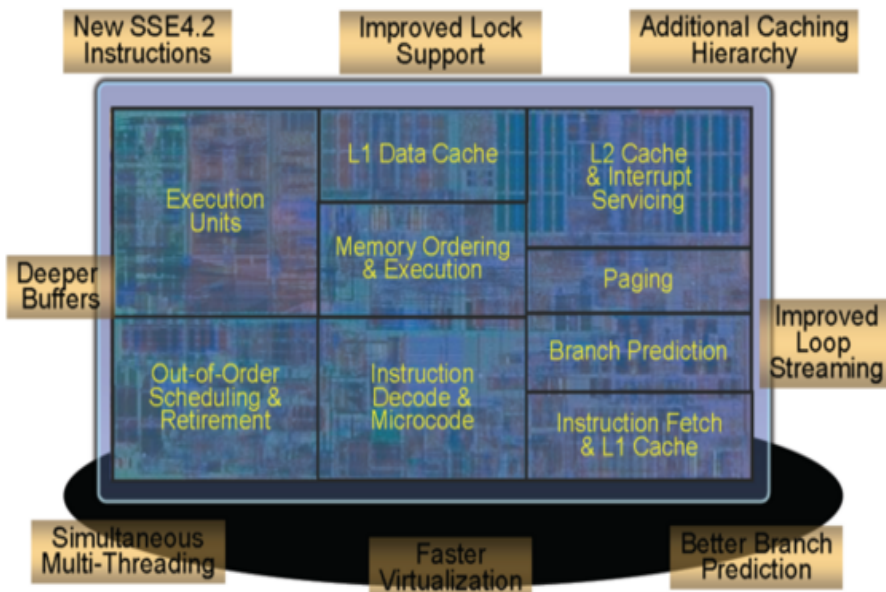 New SSE4.2
Instructions
Improved Lock
Support
Additional Caching
Hierarchy
Execution
Units
L1 Data Cache
L2 Cache
& Interrupt
Servicing
Memory Ordering
& Execution
Paging
Deeper
Buffers
Improved
Loop
Streaming
Branch Prediction
Out-of-Order
Scheduling &
Retirement
Instruction
Decode &
Microcode
Instruction Fetch
& L1 Cache
Simultaneous
Multi-Threading
Faster
Virtualization
Better Branch
Prediction